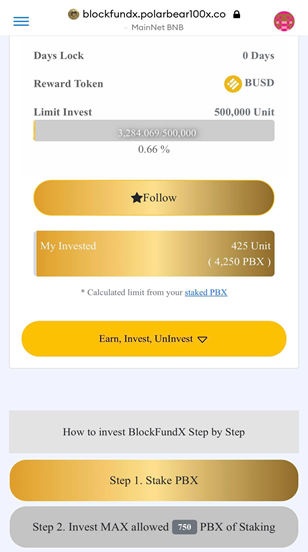 blockfundx.polarbear100x.co
MainNet BNB
Days Lock 0 Days
Reward Token BUSD
Limit Invest 500,000 Unit
3,284.069/500,000
0.66 %
Follow
My Invested 425 Unit
( 4,250 PBX )
* Calculated limit from your staked PBX
Earn, Invest, UnInvest
How to invest BlockFundX Step by Step
Step 1. Stake PBX
Step 2. Invest MAX allowed 750 PBX of Staking